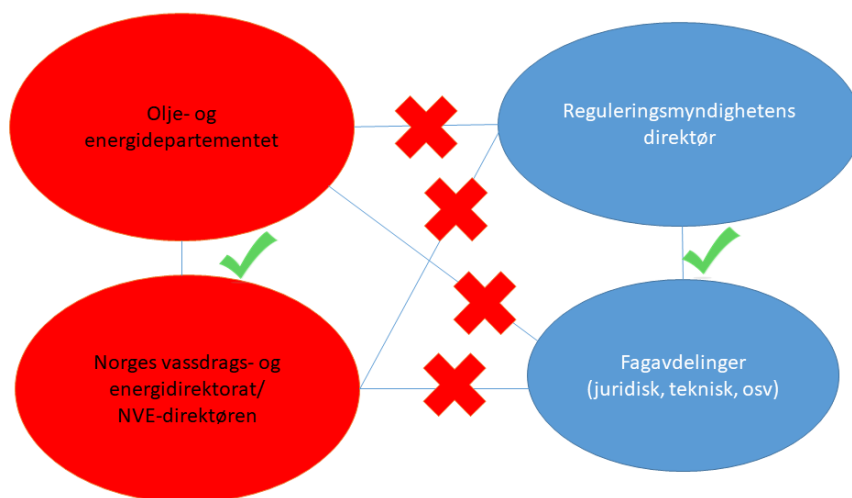 Olje- og
energidepartementet
Reguleringsmyndighetens
direktør
Norges vassdrags- og
energidirektorat/
NVE-direktøren
Fagavdelinger
(juridisk, teknisk, osv)